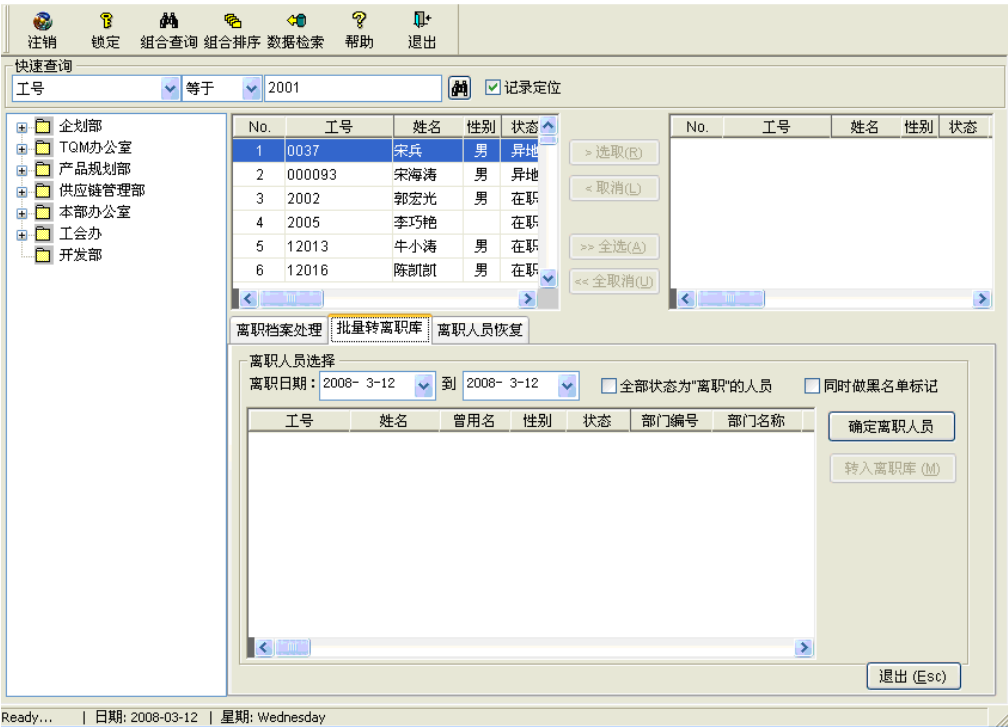 注销 锁定 组合查询 组合排序 数据检索 帮助 退出
快速查询
工号 等于 2001 记录定位
企划部
TQM办公室
产品规划部
供应链管理部
本部办公室
工会办
开发部
No. 工号 姓名 性别 状态
1 0037 宋兵 男 异地
2 000093 宋海涛 男 异地
3 2002 郭宏光 男 在职
4 2005 李巧艳 在职
5 12013 牛小涛 男 在职
6 12016 陈凯凯 男 在职
> 选取(R)
< 取消(L)
>> 全选(A)
<< 全取消(U)
No. 工号 姓名 性别 状态
离职档案处理 批量转离职库 离职人员恢复
离职人员选择
离职日期：2008- 3-12 到 2008- 3-12 全部状态为"离职"的人员 同时做黑名单标记
工号 姓名 曾用名 性别 状态 部门编号 部门名称
确定离职人员
转入离职库 (M)
退出 (Esc)
Ready... | 日期: 2008-03-12 | 星期: Wednesday